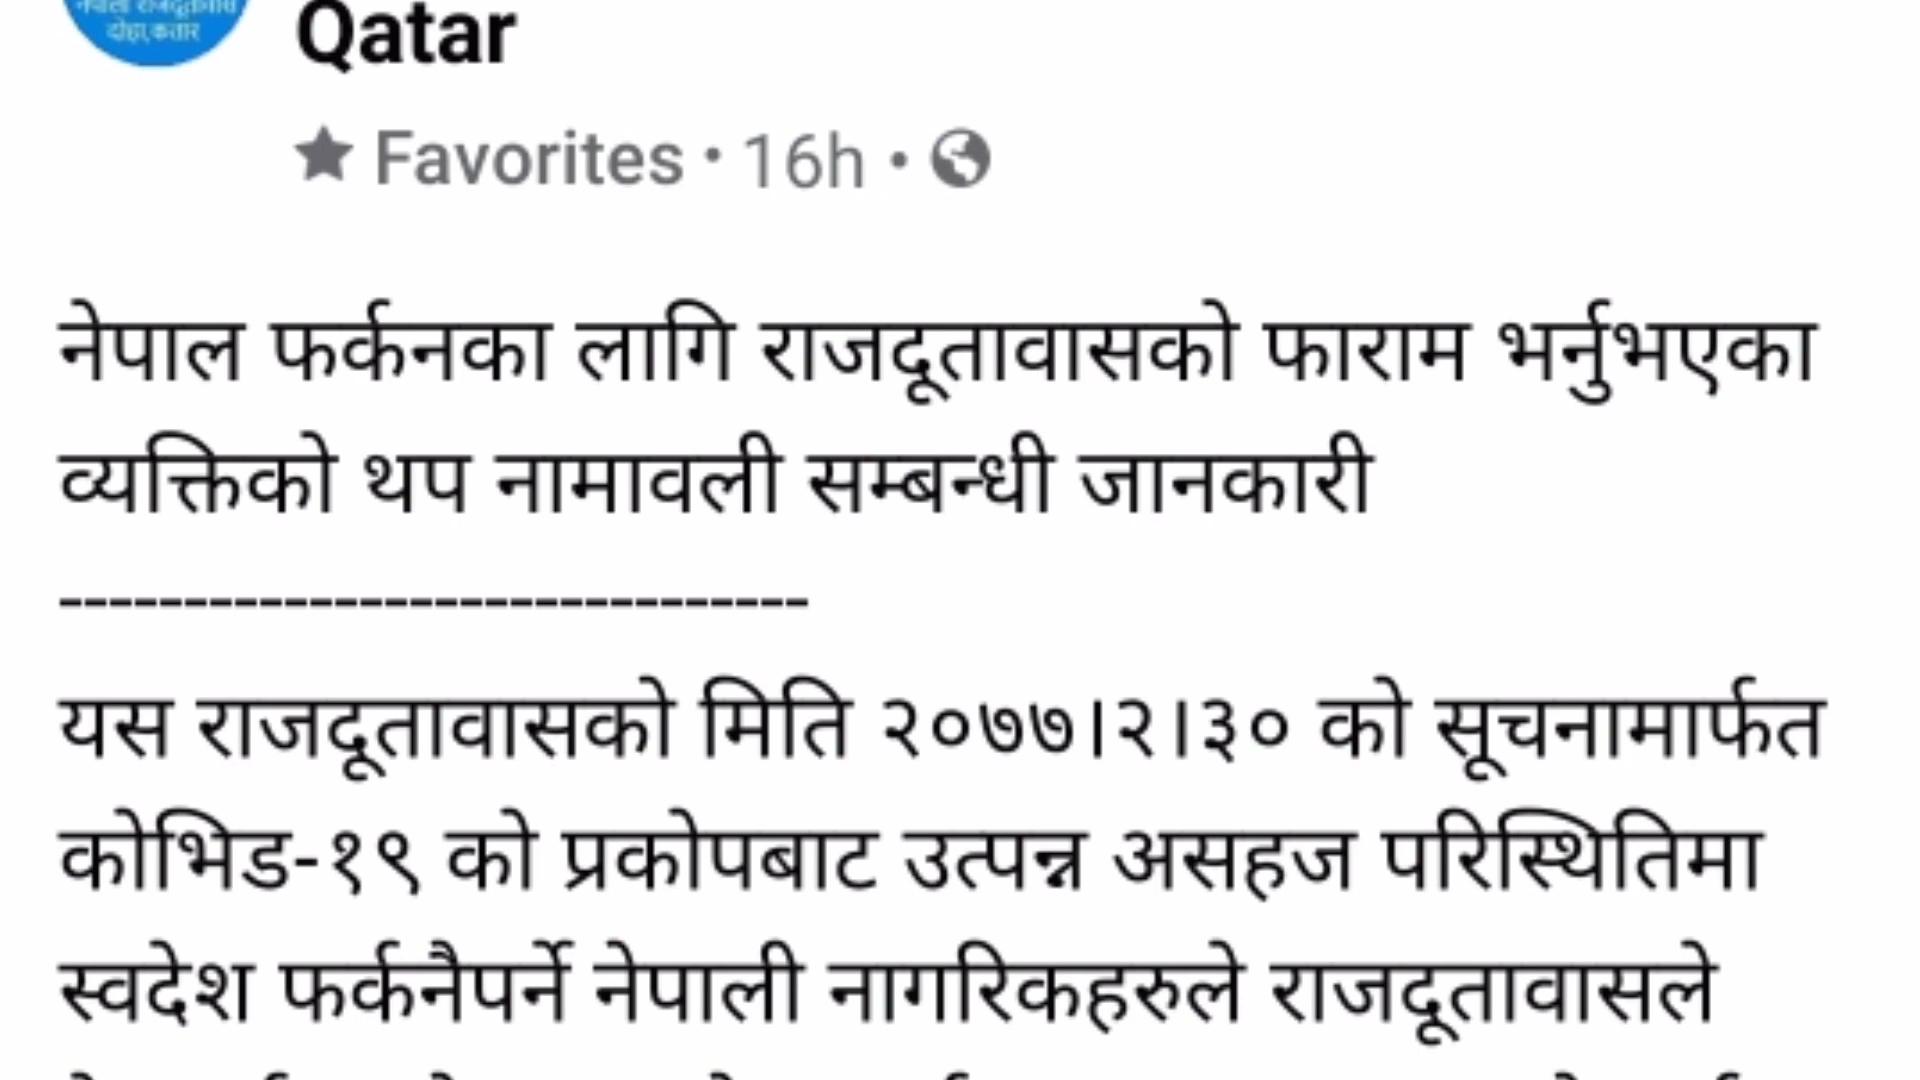 नेपाली राजदूतावास
दोहा,कतार
Qatar
Favorites · 16h ·
नेपाल फर्कनका लागि राजदूतावासको फाराम भर्नुभएका
व्यक्तिको थप नामावली सम्बन्धी जानकारी
------------------------------
यस राजदूतावासको मिति २०७७।२।३० को सूचनामार्फत
कोभिड-१९ को प्रकोपबाट उत्पन्न असहज परिस्थितिमा
स्वदेश फर्कनैपर्ने नेपाली नागरिकहरुले राजदूतावासले